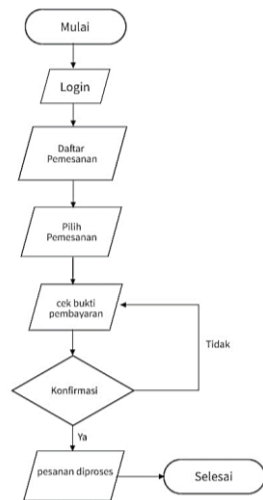 Mulai
Login
Daftar
Pemesanan
Pilih
Pemesanan
cek bukti
pembayaran
Tidak
Konfirmasi
Ya
pesanan diproses
Selesai